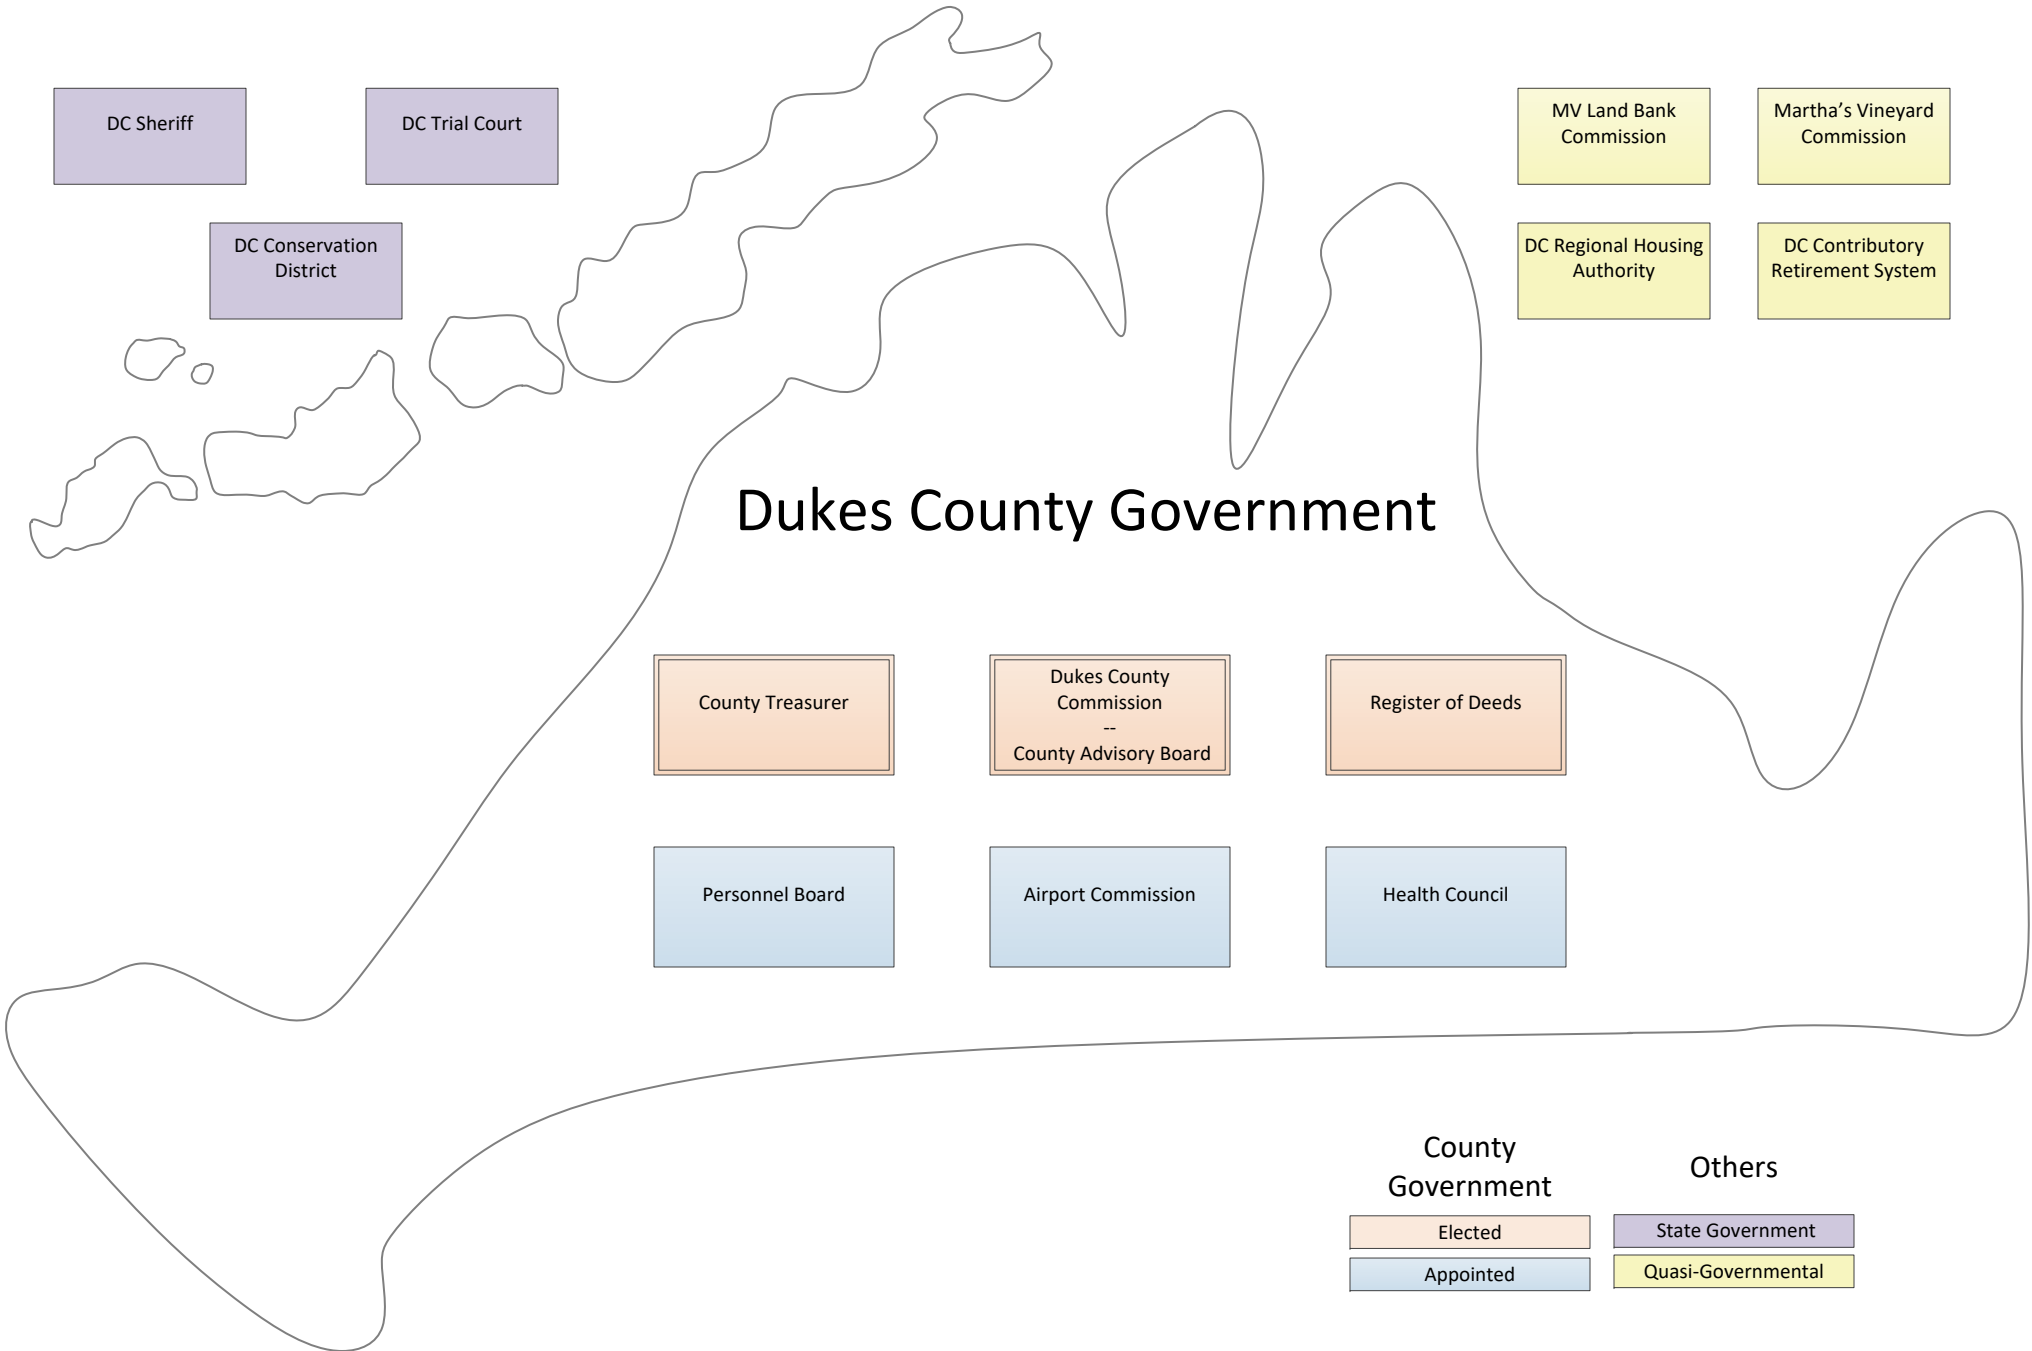 DC Sheriff
DC Trial Court
DC Conservation
District
MV Land Bank
Commission
Martha’s Vineyard
Commission
DC Regional Housing
Authority
DC Contributory
Retirement System
Dukes County Government
County Treasurer
Dukes County
Commission
--
County Advisory Board
Register of Deeds
Personnel Board
Airport Commission
Health Council
County
Government
Elected
Appointed
Others
State Government
Quasi-Governmental